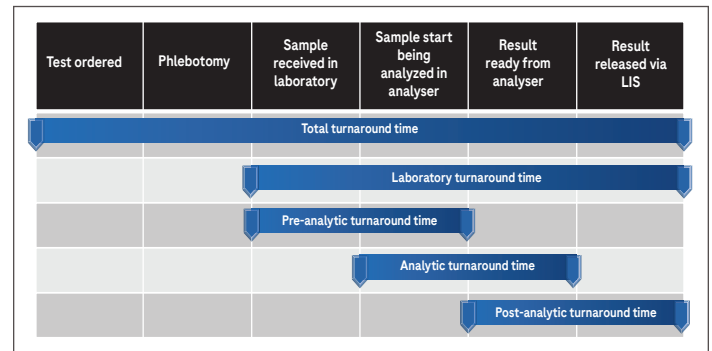 Test ordered
Phlebotomy
Sample
received in
laboratory
Sample start
being
analyzed in
analyser
Result
ready from
analyser
Result
released via
LIS
Total turnaround time
Laboratory turnaround time
Pre-analytic turnaround time
Analytic turnaround time
Post-analytic turnaround time